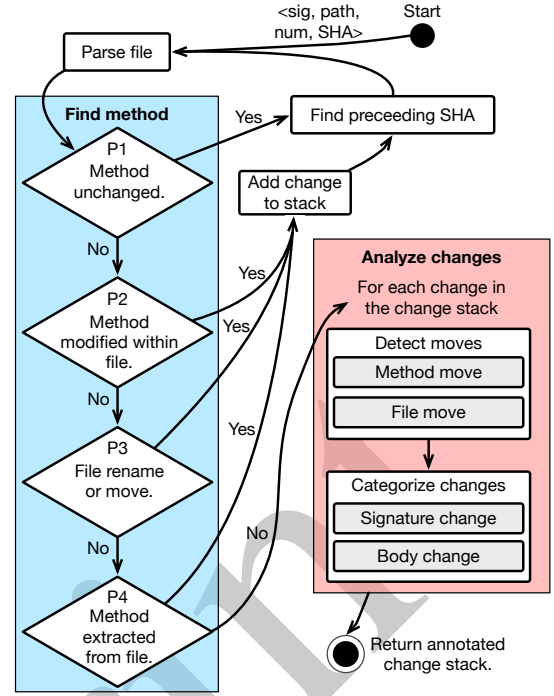 <sig, path,
num, SHA>
Start
Parse file
Find method
Yes
Find preceeding SHA
P1
Method
unchanged.
Add change
to stack
No
Yes
P2
Method
modified within
file.
Yes
No
P3
File rename
or move.
Yes
No
No
P4
Method
extracted
from file.
Analyze changes
For each change in
the change stack
Detect moves
Method move
File move
Categorize changes
Signature change
Body change
Return annotated
change stack.